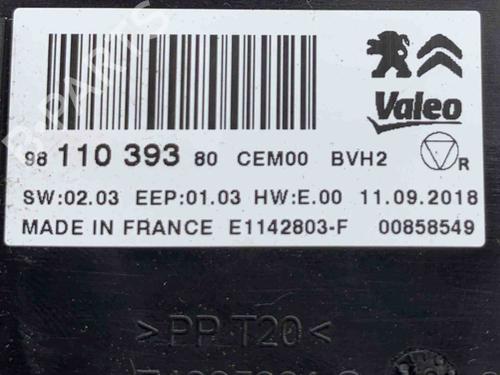 Valeo
98 110 393 80 CEM00 BVH2
R
SW:02.03 EEP:01.03 HW:E.00 11.09.2018
MADE IN FRANCE E1142803-F 00858549
>PP T20<